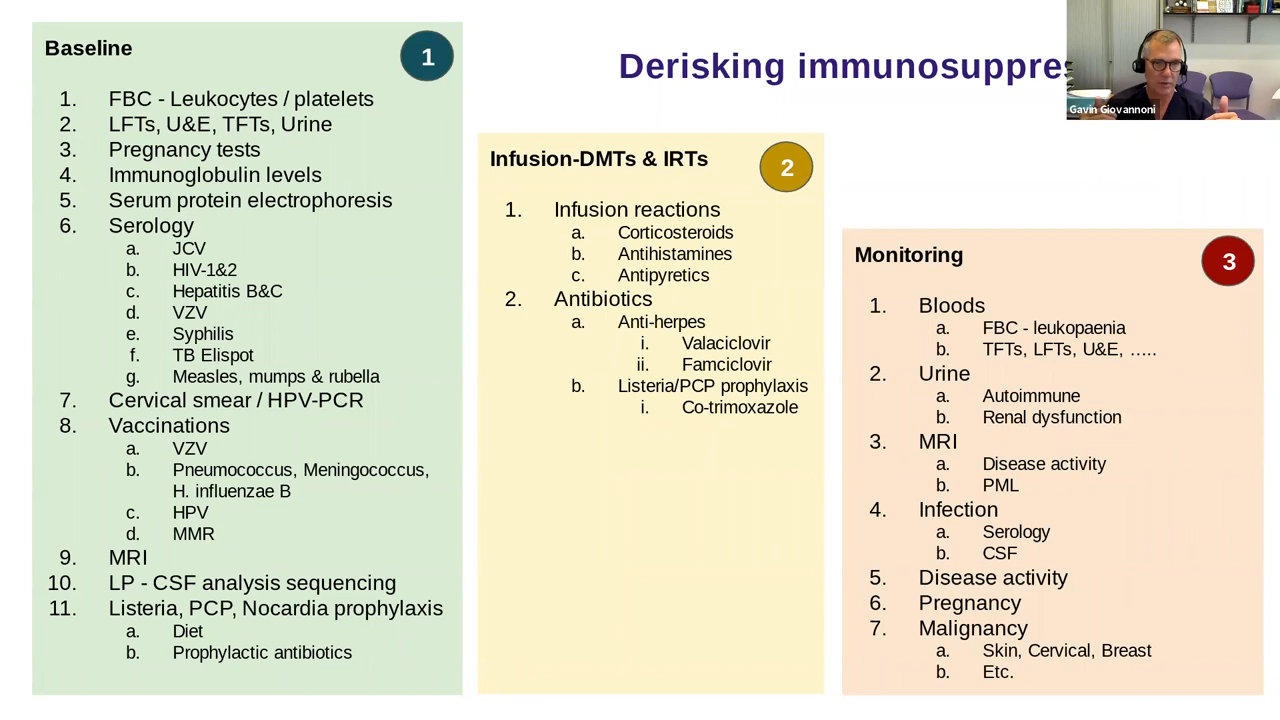 Derisking immunosuppres
Gavin Giovannoni
Baseline
1
1. FBC - Leukocytes / platelets
2. LFTs, U&E, TFTs, Urine
3. Pregnancy tests
4. Immunoglobulin levels
5. Serum protein electrophoresis
6. Serology
a. JCV
b. HIV-1&2
c. Hepatitis B&C
d. VZV
e. Syphilis
f. TB Elispot
g. Measles, mumps & rubella
7. Cervical smear / HPV-PCR
8. Vaccinations
a. VZV
b. Pneumococcus, Meningococcus,
H. influenzae B
c. HPV
d. MMR
9. MRI
10. LP - CSF analysis sequencing
11. Listeria, PCP, Nocardia prophylaxis
a. Diet
b. Prophylactic antibiotics
Infusion-DMTs & IRTs
2
1. Infusion reactions
a. Corticosteroids
b. Antihistamines
c. Antipyretics
2. Antibiotics
a. Anti-herpes
i. Valaciclovir
ii. Famciclovir
b. Listeria/PCP prophylaxis
i. Co-trimoxazole
Monitoring
3
1. Bloods
a. FBC - leukopaenia
b. TFTs, LFTs, U&E, …..
2. Urine
a. Autoimmune
b. Renal dysfunction
3. MRI
a. Disease activity
b. PML
4. Infection
a. Serology
b. CSF
5. Disease activity
6. Pregnancy
7. Malignancy
a. Skin, Cervical, Breast
b. Etc.